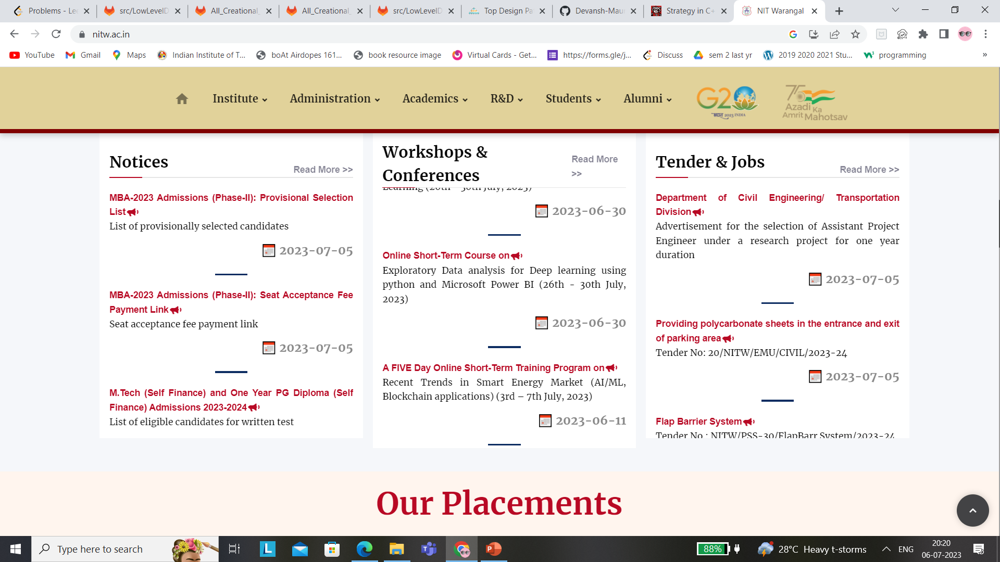 Problems - Le
src/LowLevelD
All_Creational_
All_Creational_
src/LowLevelD
Top Design Pa
Devansh-Mau
Strategy in C+
NIT Warangal
nitw.ac.in
YouTube
Gmail
Maps
Indian Institute of T...
boAt Airdopes 161...
book resource image
Virtual Cards - Get...
https://forms.gle/j...
Discuss
sem 2 last yr
2019 2020 2021 Stu...
programming
»
Institute
Administration
Academics
R&D
Students
Alumni
G20
2023 INDIA
75
Azadi Ka
Amrit Mahotsav
Notices
Read More >>
MBA-2023 Admissions (Phase-II): Provisional Selection
List
List of provisionally selected candidates
2023-07-05
MBA-2023 Admissions (Phase-II): Seat Acceptance Fee
Payment Link
Seat acceptance fee payment link
2023-07-05
M.Tech (Self Finance) and One Year PG Diploma (Self
Finance) Admissions 2023-2024
List of eligible candidates for written test
Workshops &
Conferences
Read More
>>
Learning (26th - 30th July, 2023)
2023-06-30
Online Short-Term Course on
Exploratory Data analysis for Deep learning using
python and Microsoft Power BI (26th - 30th July,
2023)
2023-06-30
A FIVE Day Online Short-Term Training Program on
Recent Trends in Smart Energy Market (AI/ML,
Blockchain applications) (3rd – 7th July, 2023)
2023-06-11
Tender & Jobs
Read More >>
Department of Civil Engineering/ Transportation
Division
Advertisement for the selection of Assistant Project
Engineer under a research project for one year
duration
2023-07-05
Providing polycarbonate sheets in the entrance and exit
of parking area
Tender No: 20/NITW/EMU/CIVIL/2023-24
2023-07-05
Flap Barrier System
Tender No : NITW/PSS-30/FlapBarr System/2023-24
Our Placements
Type here to search
88%
28°C Heavy t-storms
ENG
20:20
06-07-2023